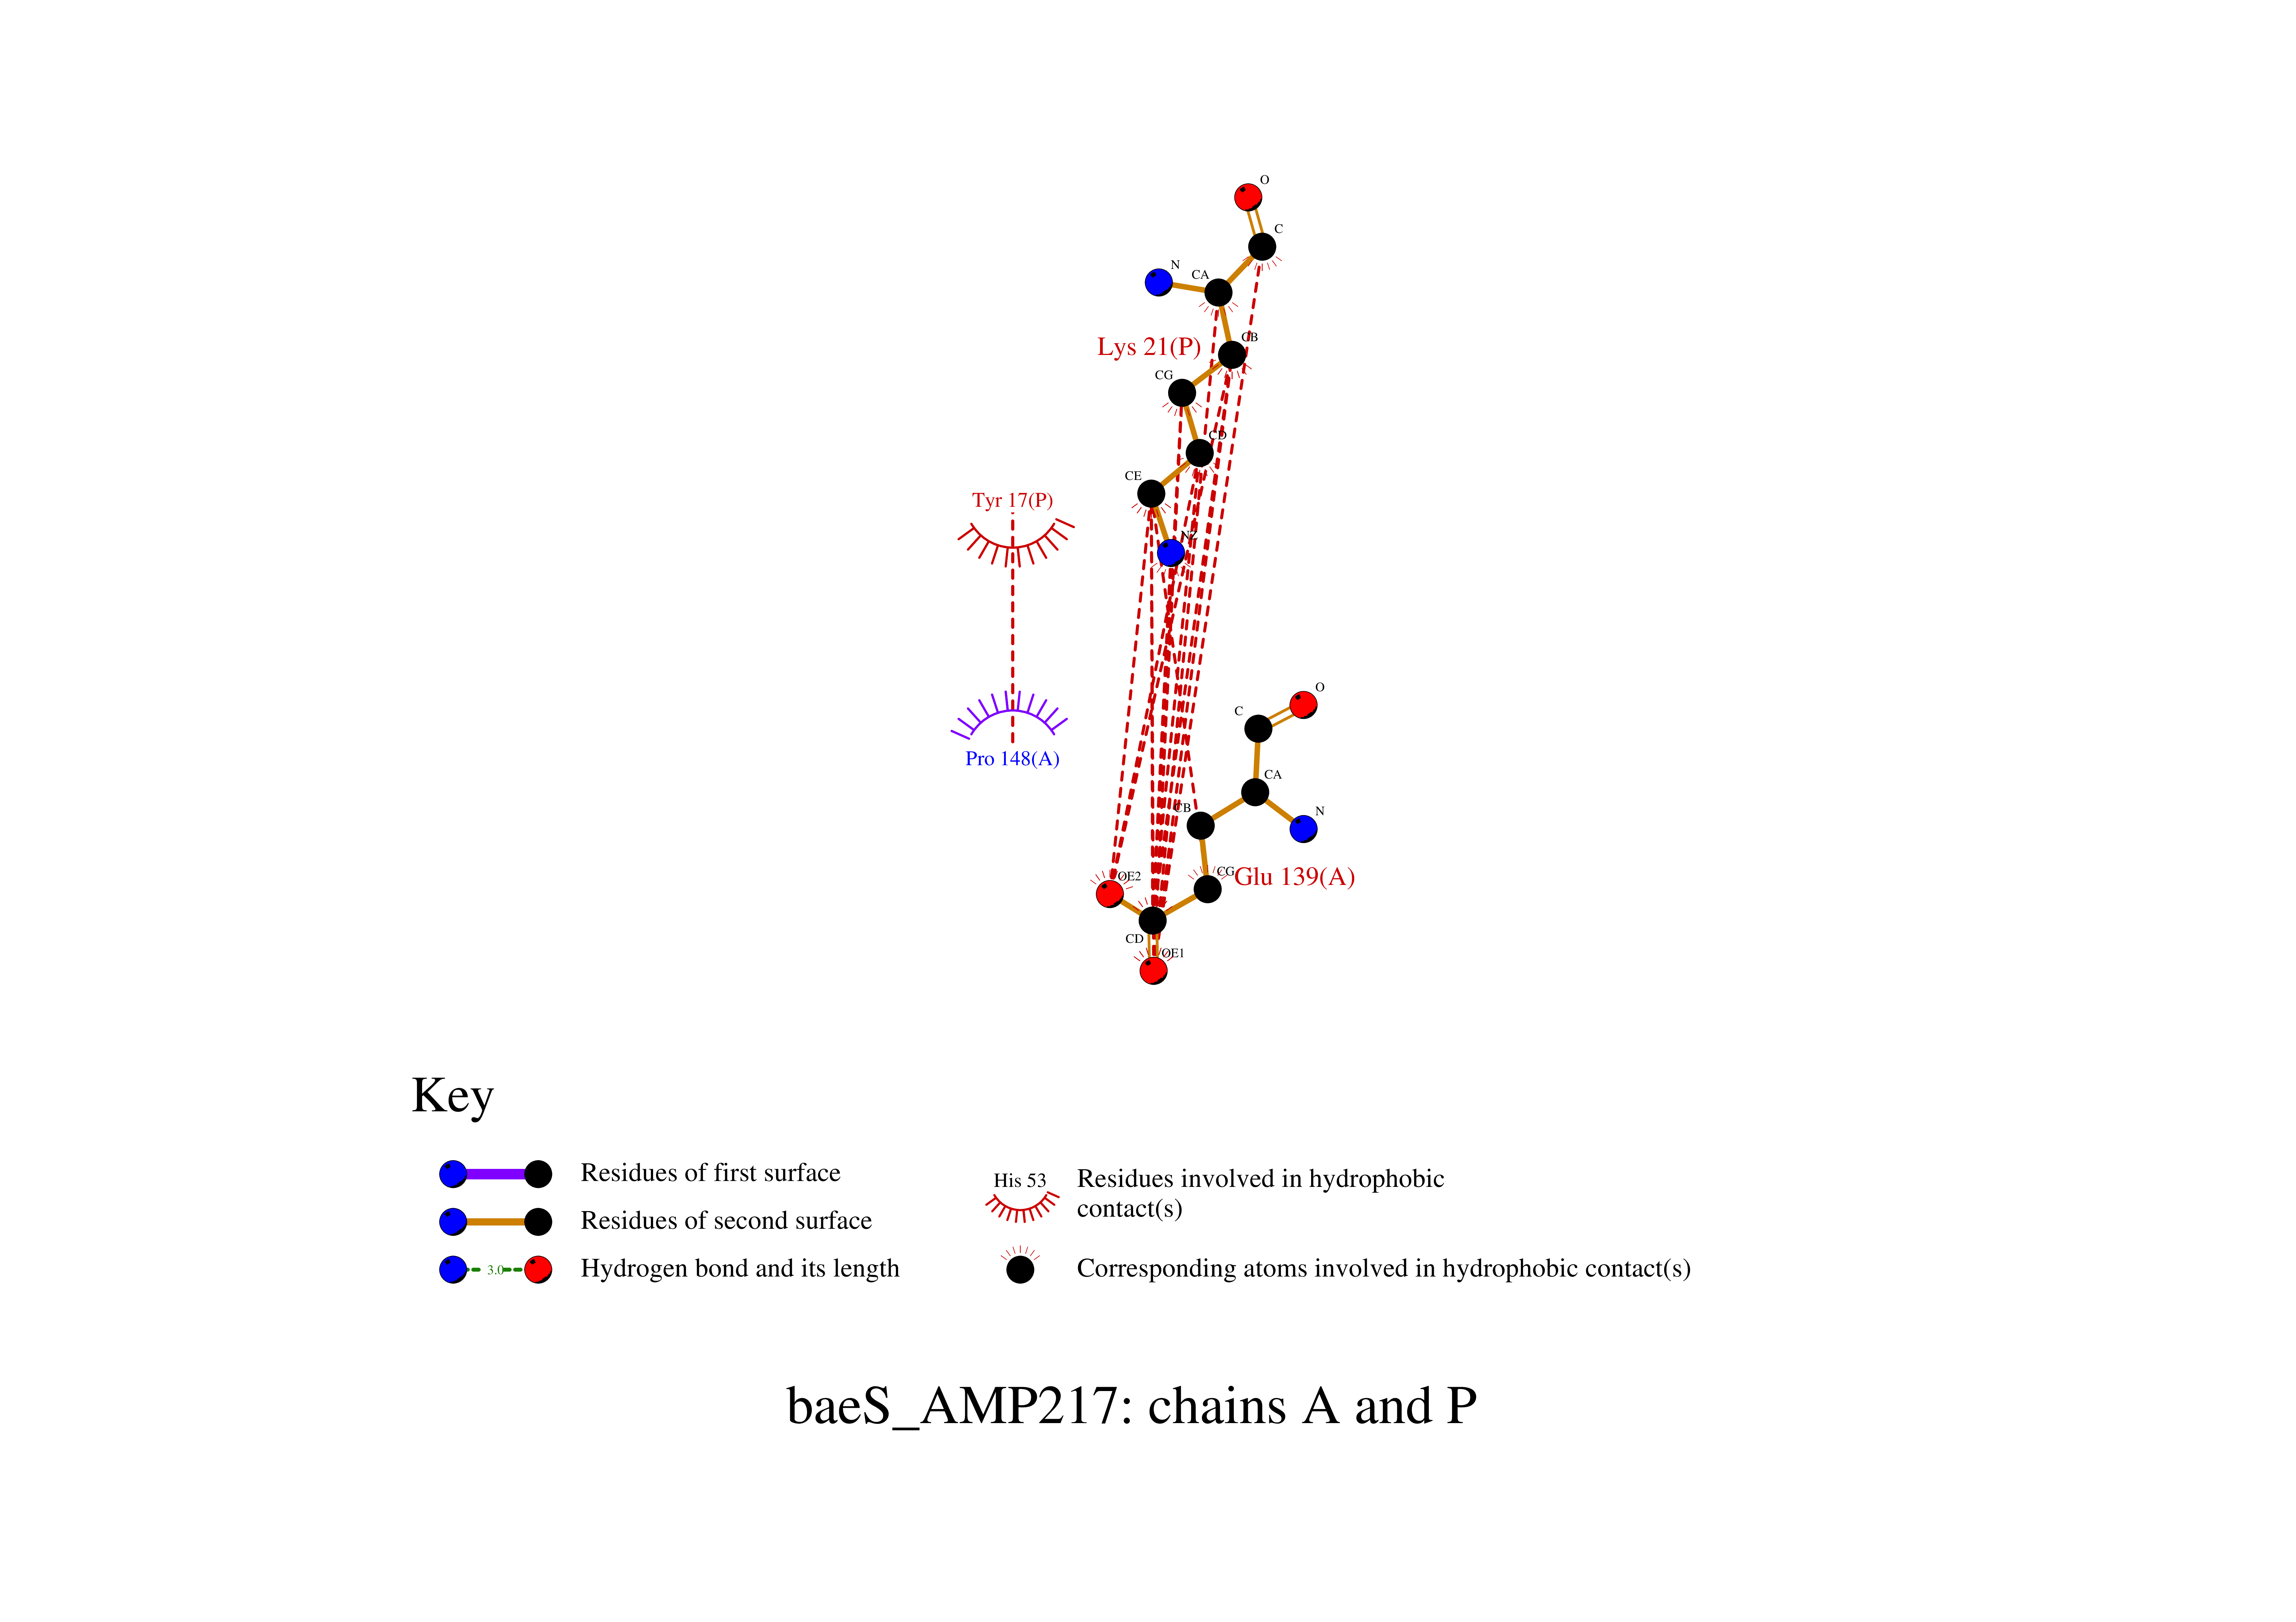 O
C
N
CA
CB
Lys 21(P)
CG
CD
CE
Tyr 17(P)
NZ
O
C
Pro 148(A)
CA
CB
N
CG
Glu 139(A)
OE2
CD
OE1
Key
Residues of first surface
His 53
Residues involved in hydrophobic
contact(s)
Residues of second surface
3.0
Hydrogen bond and its length
Corresponding atoms involved in hydrophobic contact(s)
baeS_AMP217: chains A and P